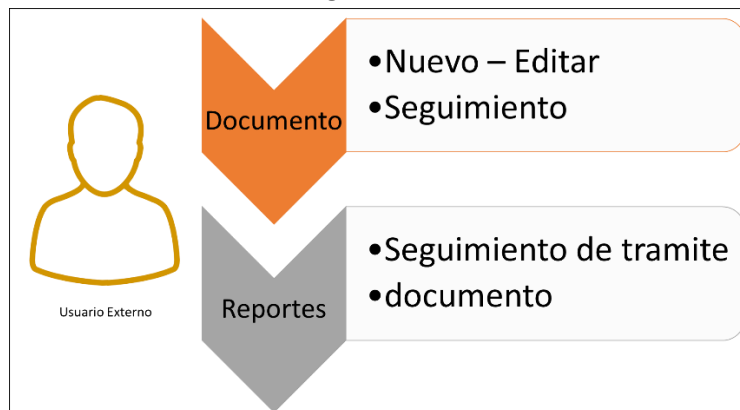 Documento
•Nuevo – Editar
•Seguimiento
Usuario Externo
Reportes
•Seguimiento de tramite
•documento